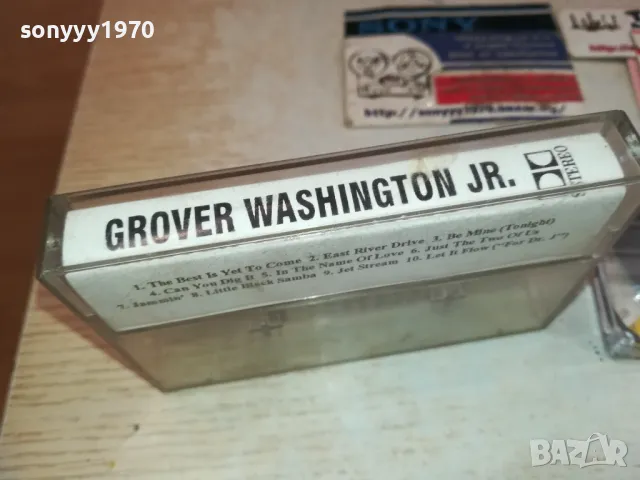 sonyyy1970
SONY
http://sonyyy1970
GROVER WASHINGTON JR.
STEREO
1. The Best Is Yet To Come 2. East River Drive 3. Be Mine (Tonight)
4. Can You Dig It 5. In The Name Of Love 6. Just The Two Of Us
7. Jammin' 8. Little Black Samba 9. Jet Stream 10. Let It Flow ("For Dr. J")
BAZAR
bg